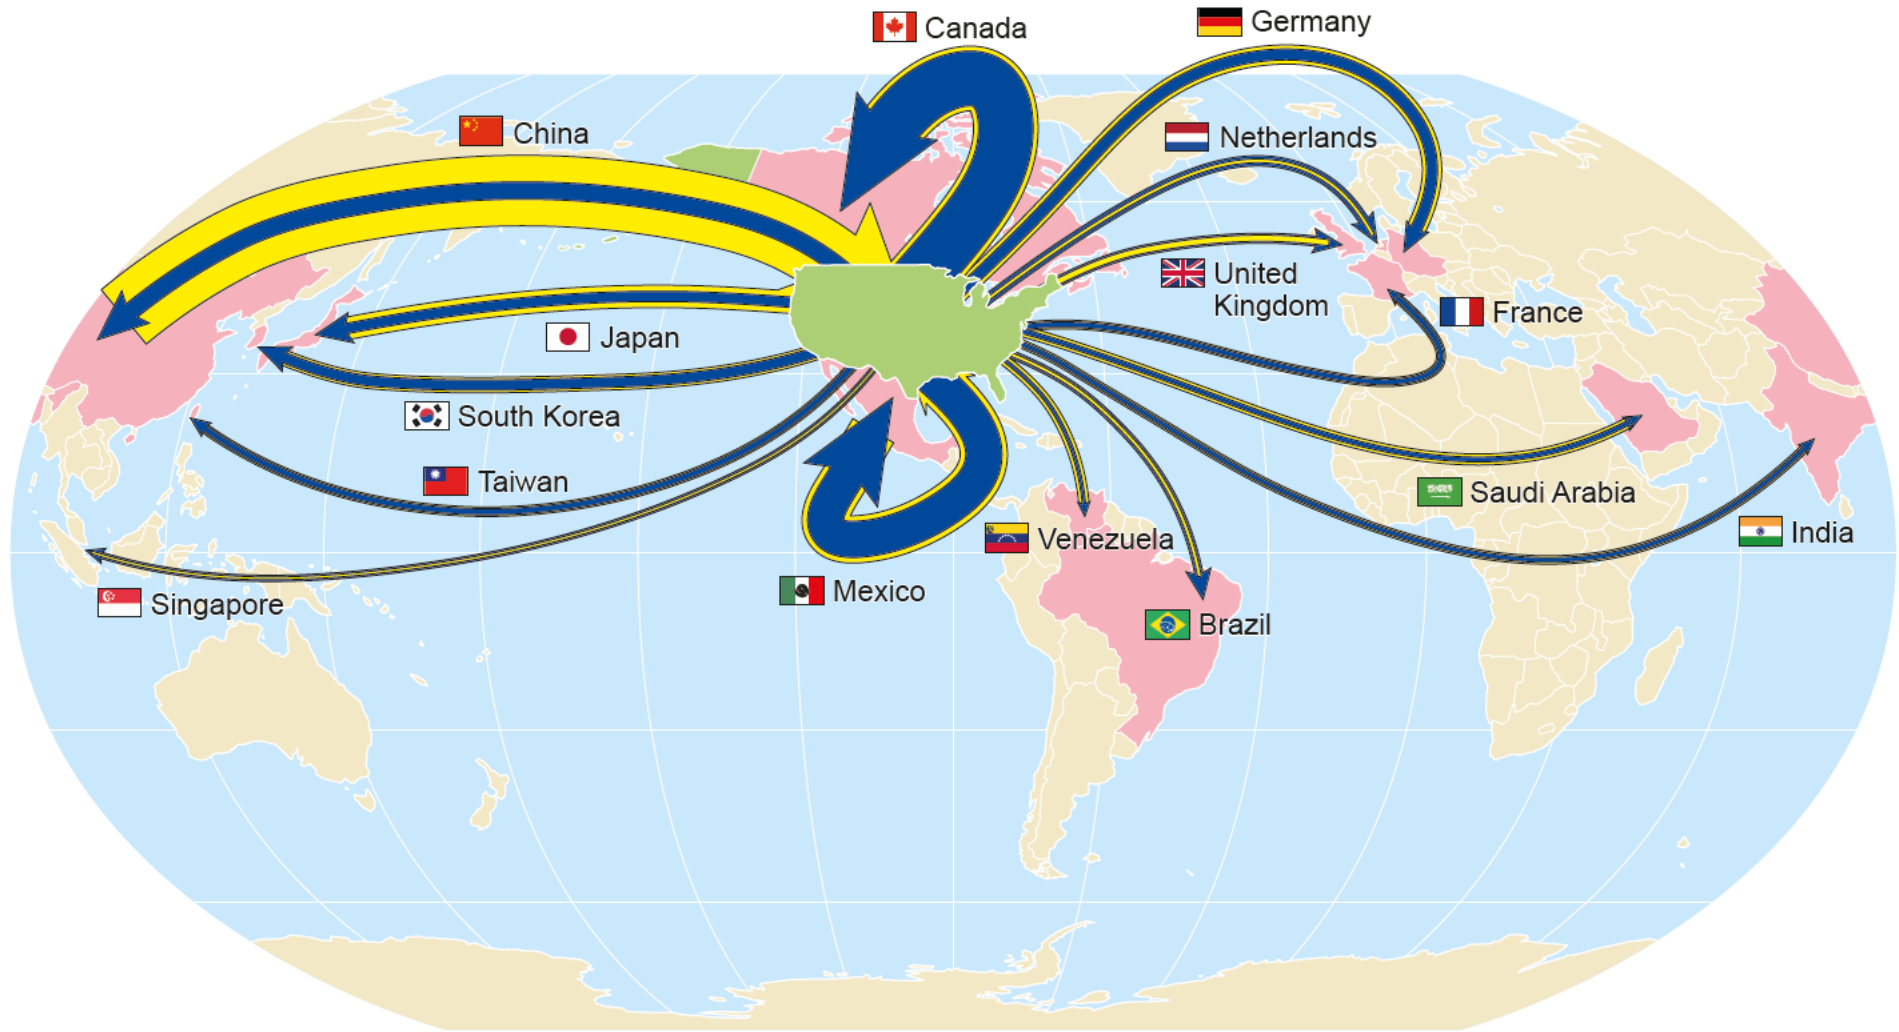 Canada
Germany
China
Netherlands
United
Kingdom
France
Japan
South Korea
Taiwan
Saudi Arabia
India
Venezuela
Mexico
Singapore
Brazil